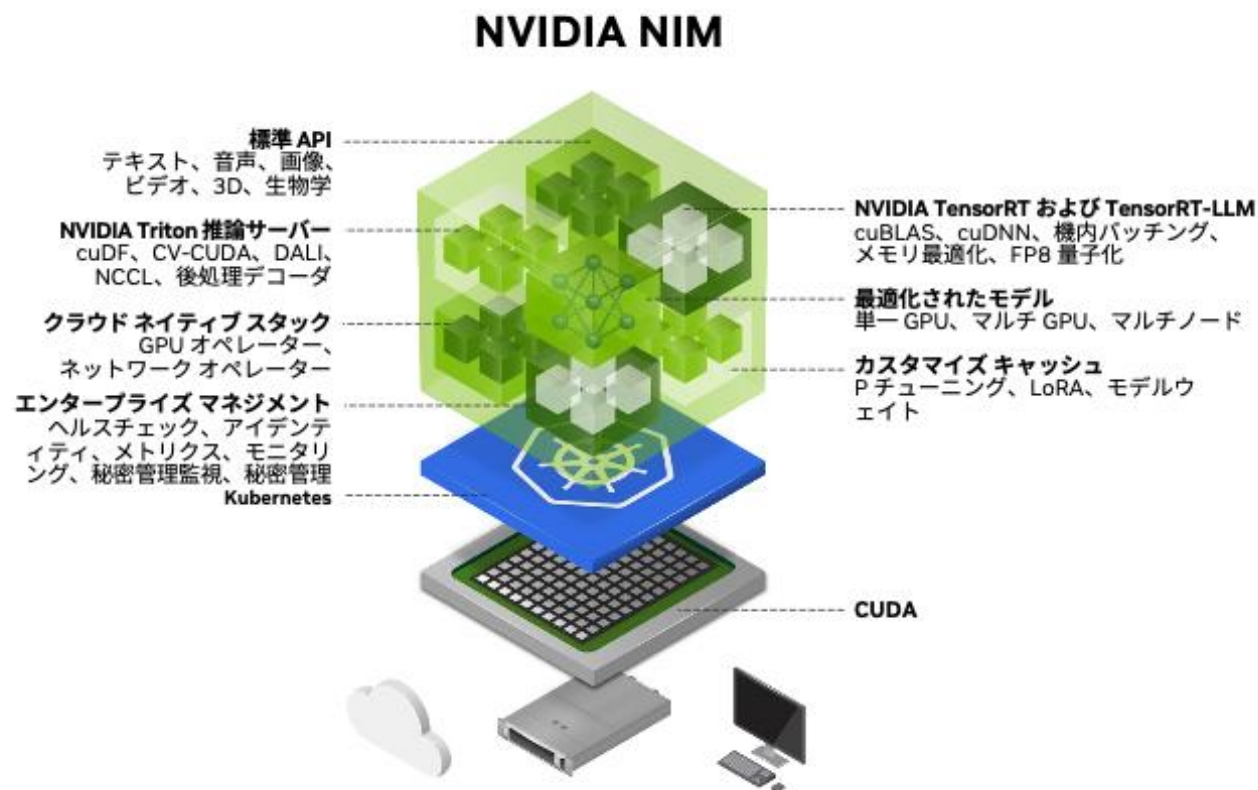 NVIDIA NIM
標準 API
テキスト、音声、画像、
ビデオ、3D、生物学
NVIDIA Triton 推論サーバー
cuDF、CV-CUDA、DALI、
NCCL、後処理デコーダ
クラウド ネイティブ スタック
GPU オペレーター、
ネットワーク オペレーター
エンタープライズ マネジメント
ヘルスチェック、アイデンテ
ィティ、メトリクス、モニタリ
ング、秘密管理監視、秘密管理
Kubernetes
NVIDIA TensorRT および TensorRT-LLM
cuBLAS、cuDNN、機内バッチング、
メモリ最適化、FP8 量子化
最適化されたモデル
単一 GPU、マルチ GPU、マルチノード
カスタマイズ キャッシュ
P チューニング、LoRA、モデルウ
ェイト
CUDA